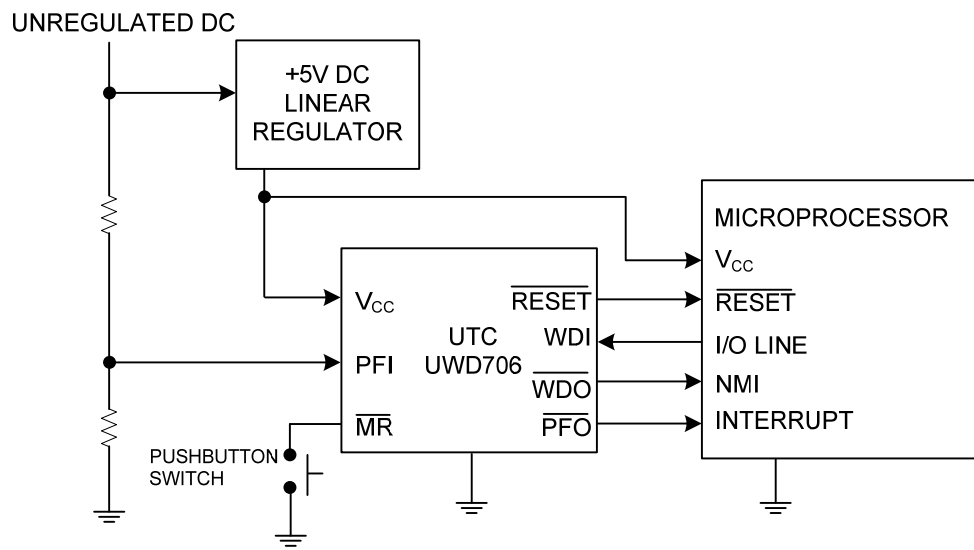 UNREGULATED DC
+5V DC
LINEAR
REGULATOR
MICROPROCESSOR
VCC
RESET
I/O LINE
NMI
INTERRUPT
VCC
PFI
MR
UTC
UWD706
RESET
WDI
WDO
PFO
PUSHBUTTON
SWITCH